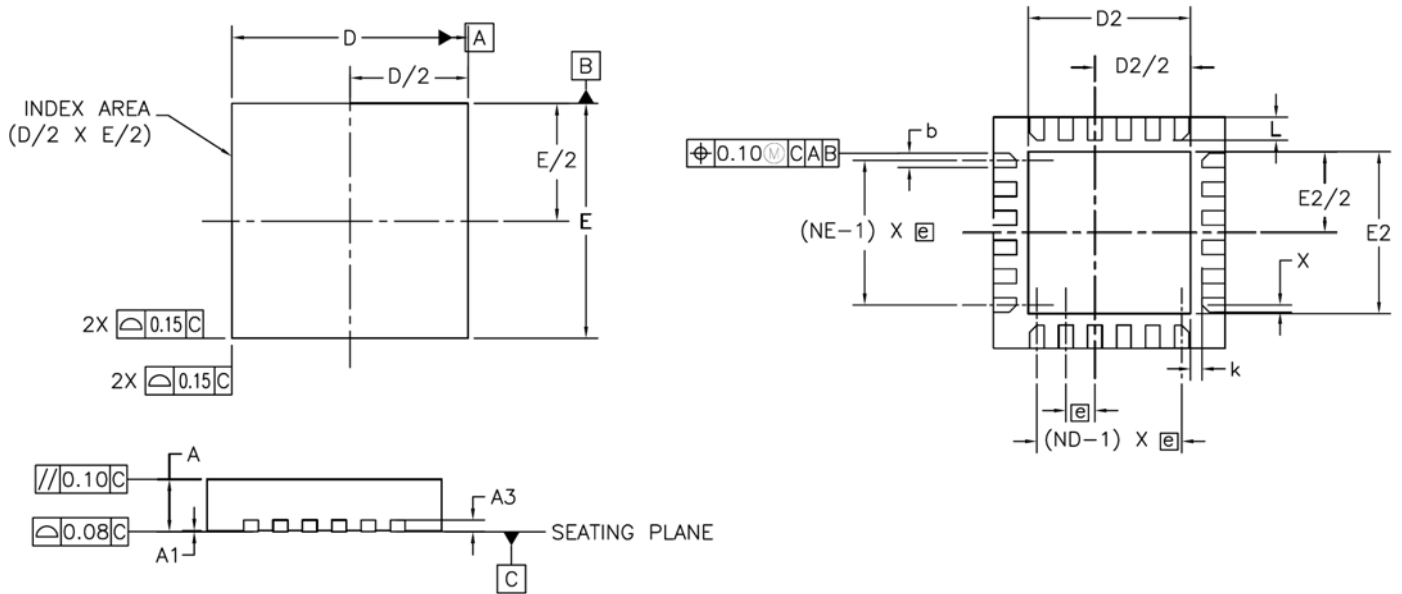 D
A
D/2
B
INDEX AREA
(D/2 X E/2)
E/2
E
2X ⌓ 0.15 C
2X ⌓ 0.15 C
D2
D2/2
b
L
⌖ 0.10 Ⓜ C A B
E2/2
(NE-1) X e
E2
X
k
e
(ND-1) X e
A
// 0.10 C
A3
⌓ 0.08 C
SEATING PLANE
A1
C